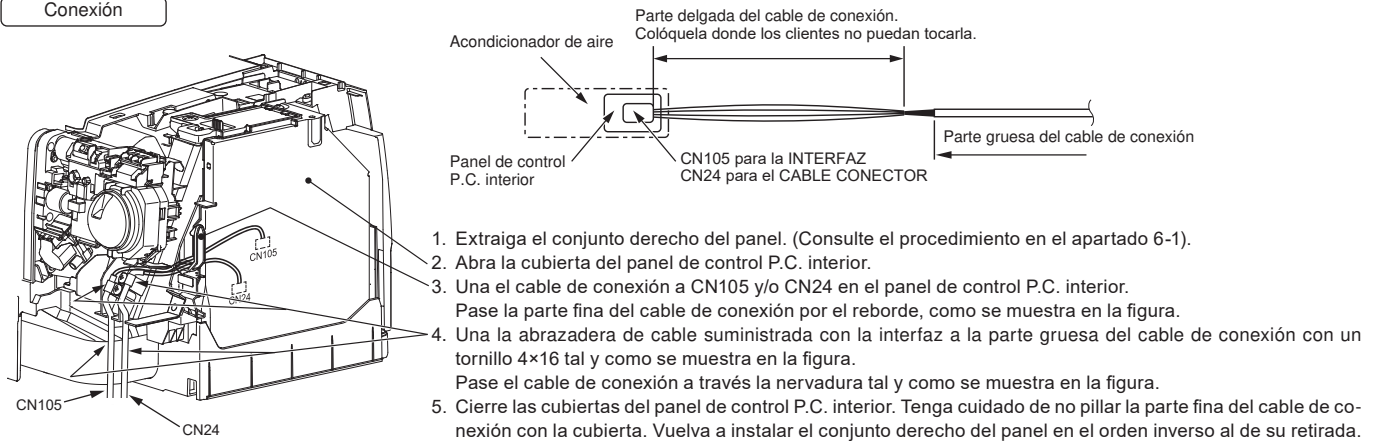 Conexión
Parte delgada del cable de conexión.
Colóquela donde los clientes no puedan tocarla.
Acondicionador de aire
Parte gruesa del cable de conexión
Panel de control
P.C. interior
CN105 para la INTERFAZ
CN24 para el CABLE CONECTOR
CN105
CN24
CN105
CN24
1. Extraiga el conjunto derecho del panel. (Consulte el procedimiento en el apartado 6-1).
2. Abra la cubierta del panel de control P.C. interior.
3. Una el cable de conexión a CN105 y/o CN24 en el panel de control P.C. interior.
Pase la parte fina del cable de conexión por el reborde, como se muestra en la figura.
4. Una la abrazadera de cable suministrada con la interfaz a la parte gruesa del cable de conexión con un
tornillo 4×16 tal y como se muestra en la figura.
Pase el cable de conexión a través la nervadura tal y como se muestra en la figura.
5. Cierre las cubiertas del panel de control P.C. interior. Tenga cuidado de no pillar la parte fina del cable de co-
nexión con la cubierta. Vuelva a instalar el conjunto derecho del panel en el orden inverso al de su retirada.